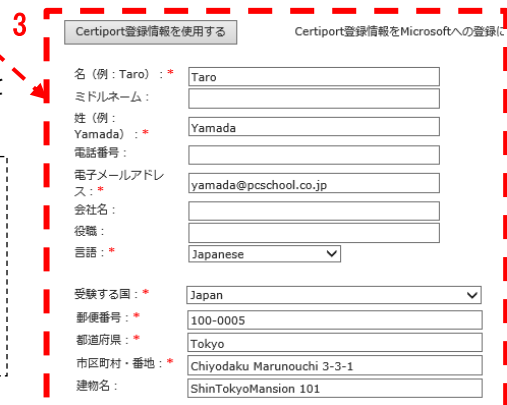 3
Certiport登録情報を使用する
Certiport登録情報をMicrosoftへの登録に
名（例：Taro）：* Taro
ミドルネーム：
姓（例：
Yamada）：* Yamada
電話番号：
電子メールアドレ
ス：* yamada@pcschool.co.jp
会社名：
役職：
言語：* Japanese
受験する国：* Japan
郵便番号：* 100-0005
都道府県：* Tokyo
市区町村・番地：* Chiyodaku Marunouchi 3-3-1
建物名： ShinTokyoMansion 101